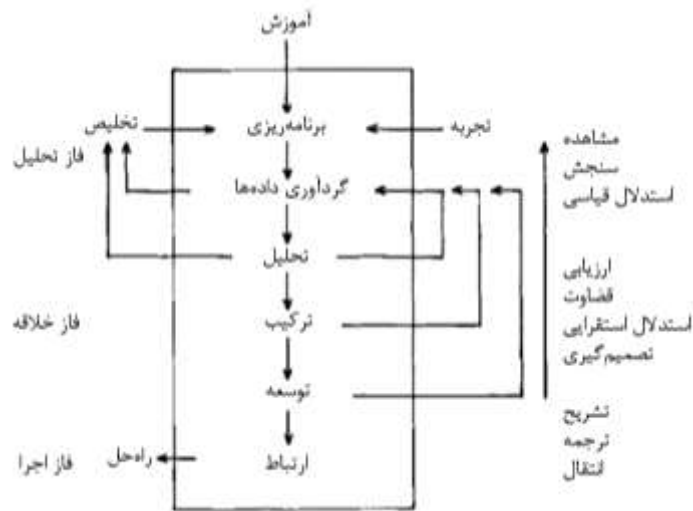 آموزش
تخلیص
برنامه‌ریزی
تجربه
مشاهده
سنجش
استدلال قیاسی
فاز تحلیل
گردآوری داده‌ها
تحلیل
ارزیابی
قضاوت
استدلال استقرایی
تصمیم‌گیری
ترکیب
فاز خلاقه
توسعه
تشریح
ترجمه
انتقال
ارتباط
راه‌حل
فاز اجرا